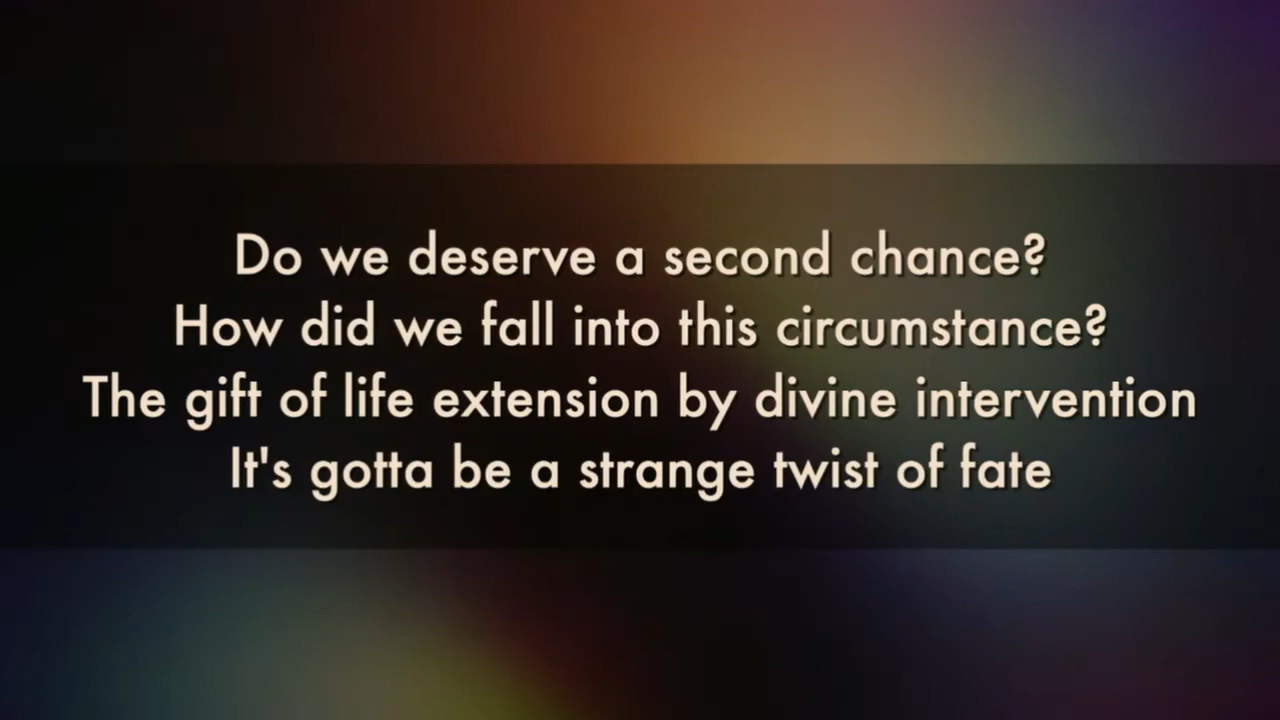 Do we deserve a second chance?
How did we fall into this circumstance?
The gift of life extension by divine intervention
It's gotta be a strange twist of fate